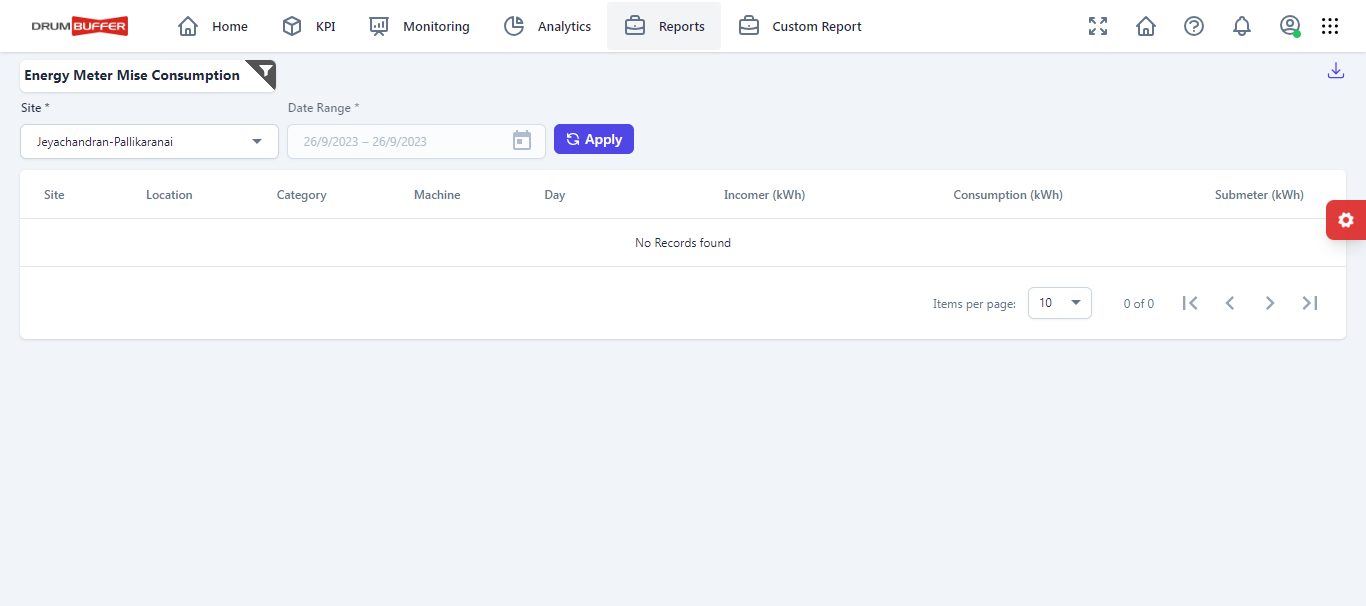 DRUM BUFFER Home KPI Monitoring Analytics Reports Custom Report
Energy Meter Mise Consumption
Site * Date Range *
Jeyachandran-Pallikaranai 26/9/2023 – 26/9/2023 Apply
Site Location Category Machine Day Incomer (kWh) Consumption (kWh) Submeter (kWh)
No Records found
Items per page: 10 0 of 0